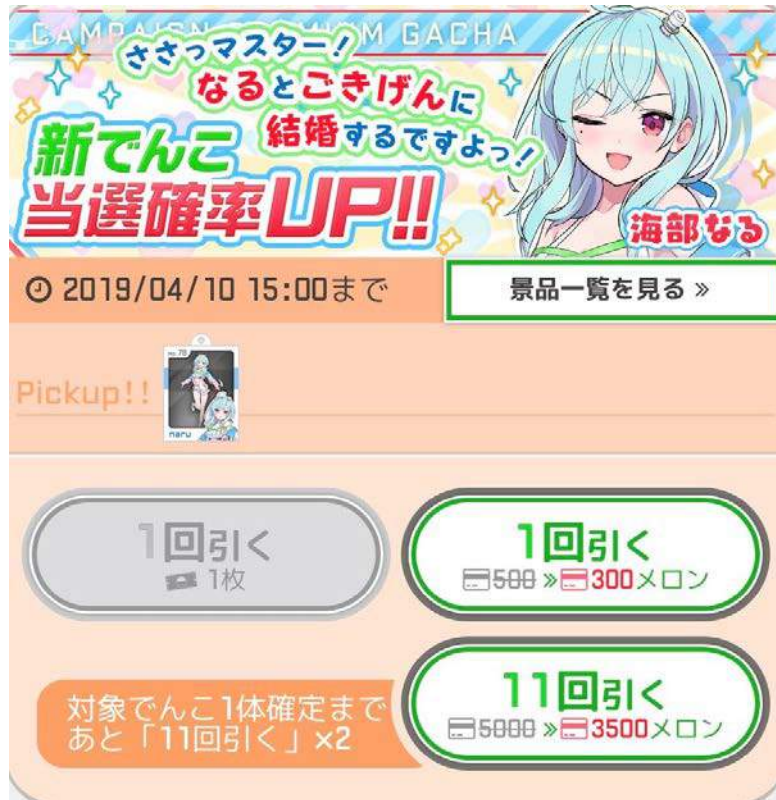 CAMPAIGN PREMIUM GACHA
ささっマスター!
なるとごきげんに
結婚するですよっ!
新でんこ
当選確率UP!!
海部なる
2019/04/10 15:00まで
景品一覧を見る »
Pickup!!
no.78
naru
1回引く
1枚
1回引く
500 » 300メロン
対象でんこ1体確定まで
あと「11回引く」×2
11回引く
5000 » 3500メロン